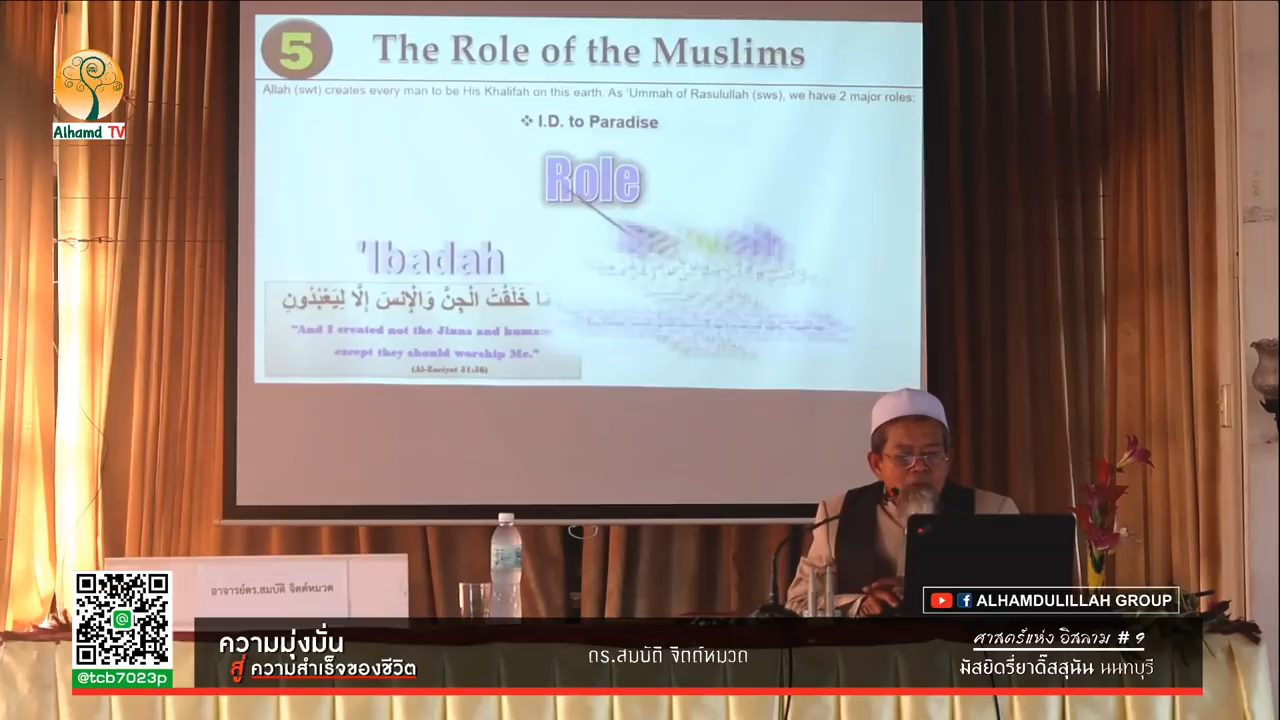 5 The Role of the Muslims
Allah (swt) creates every man to be His Khalifah on this earth. As 'Ummah of Rasulullah (sws), we have 2 major roles:
❖ I.D. to Paradise
Role
'Ibadah
خَلَقْتُ الْجِنَّ وَالْإِنسَ إِلَّا لِيَعْبُدُونِ
"And I created not the Jinns and
except they should worship Me."
(Al-Zariyat 51:56)
Alhamd TV
อาจารย์ดร.สมบัติ จิตต์หมวด
ALHAMDULILLAH GROUP
ความมุ่งมั่น
สู่ ความสำเร็จของชีวิต
ดร.สมบัติ จิตต์หมวด
ศาสตร์แห่ง อิสลาม # 9
มัสยิดรี่ยาดิ๊สสุนัน นนทบุรี
@tcb7023p